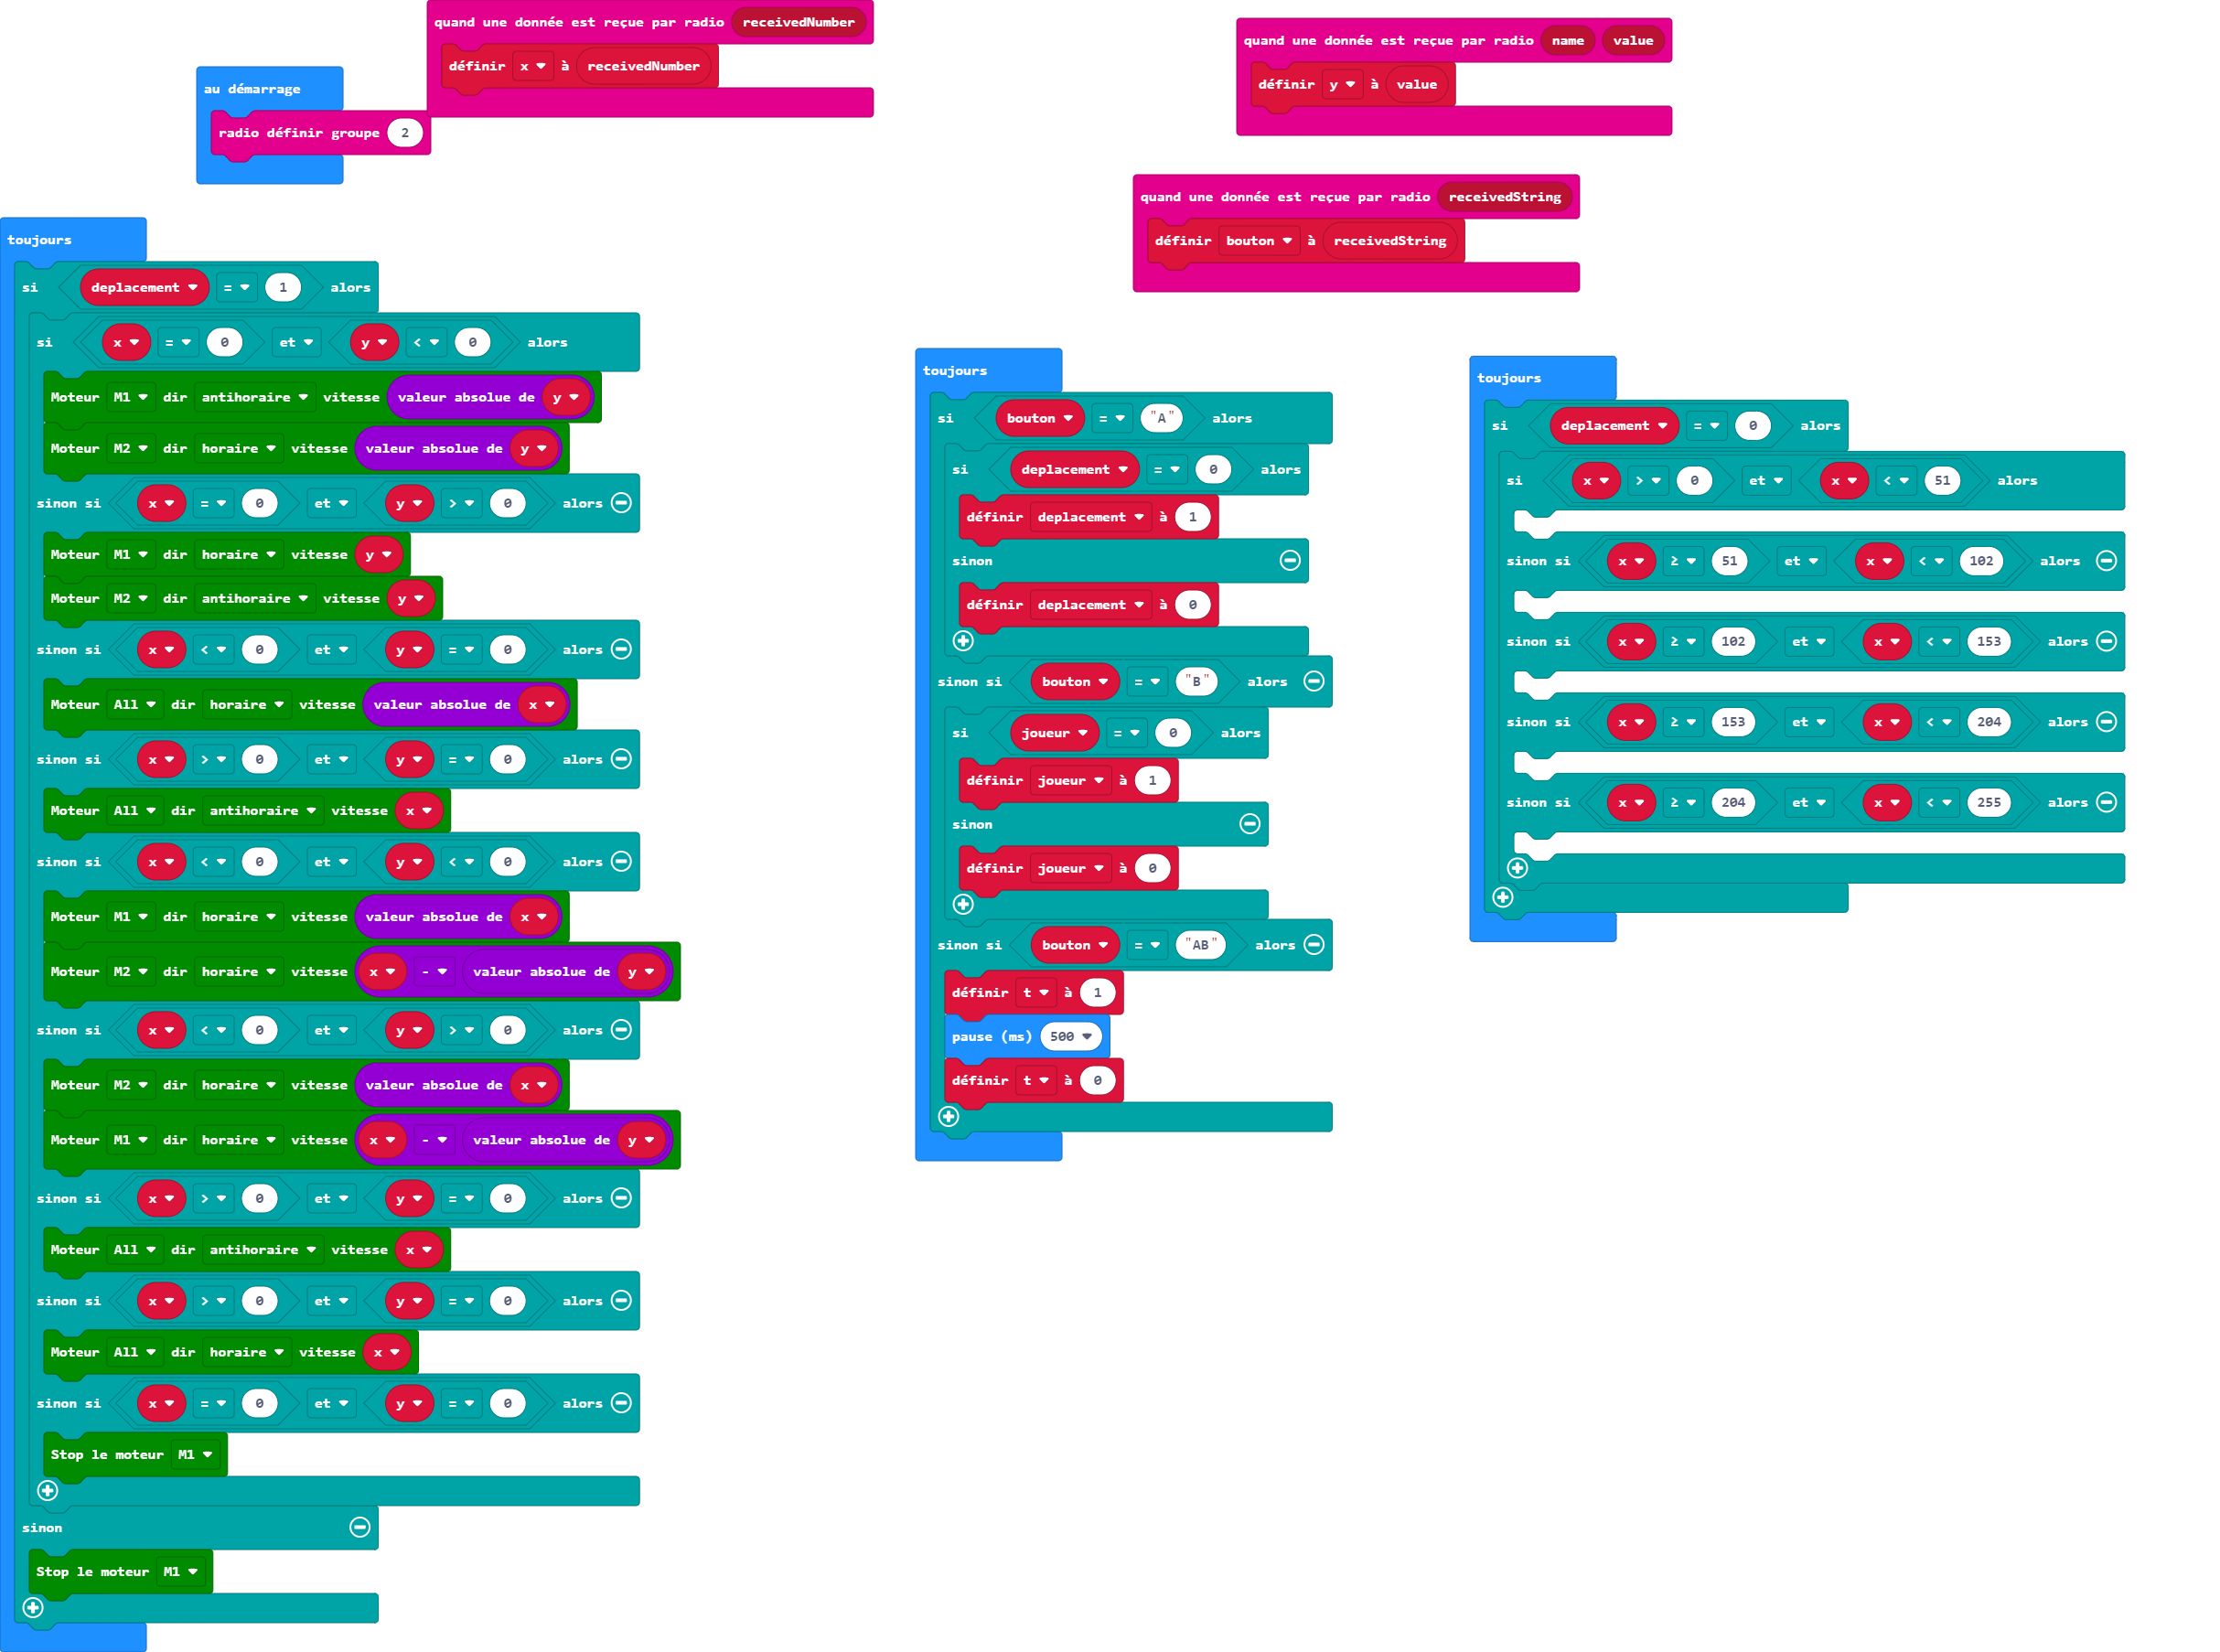 quand une donnée est reçue par radio receivedNumber
définir x à receivedNumber
au démarrage
radio définir groupe 2
quand une donnée est reçue par radio name value
définir y à value
quand une donnée est reçue par radio receivedString
définir bouton à receivedString
toujours
si deplacement = 1 alors
si x = 0 et y < 0 alors
Moteur M1 dir antihoraire vitesse valeur absolue de y
Moteur M2 dir horaire vitesse valeur absolue de y
sinon si x = 0 et y > 0 alors
Moteur M1 dir horaire vitesse y
Moteur M2 dir antihoraire vitesse y
sinon si x < 0 et y = 0 alors
Moteur All dir horaire vitesse valeur absolue de x
sinon si x > 0 et y = 0 alors
Moteur All dir antihoraire vitesse x
sinon si x < 0 et y < 0 alors
Moteur M1 dir horaire vitesse valeur absolue de x
Moteur M2 dir horaire vitesse x - valeur absolue de y
sinon si x < 0 et y > 0 alors
Moteur M2 dir horaire vitesse valeur absolue de x
Moteur M1 dir horaire vitesse x - valeur absolue de y
sinon si x > 0 et y = 0 alors
Moteur All dir antihoraire vitesse x
sinon si x > 0 et y = 0 alors
Moteur All dir horaire vitesse x
sinon si x = 0 et y = 0 alors
Stop le moteur M1
sinon
Stop le moteur M1
toujours
si bouton = "A" alors
si deplacement = 0 alors
définir deplacement à 1
sinon
définir deplacement à 0
sinon si bouton = "B" alors
si joueur = 0 alors
définir joueur à 1
sinon
définir joueur à 0
sinon si bouton = "AB" alors
définir t à 1
pause (ms) 500
définir t à 0
toujours
si deplacement = 0 alors
si x > 0 et x < 51 alors
sinon si x ≥ 51 et x < 102 alors
sinon si x ≥ 102 et x < 153 alors
sinon si x ≥ 153 et x < 204 alors
sinon si x ≥ 204 et x < 255 alors